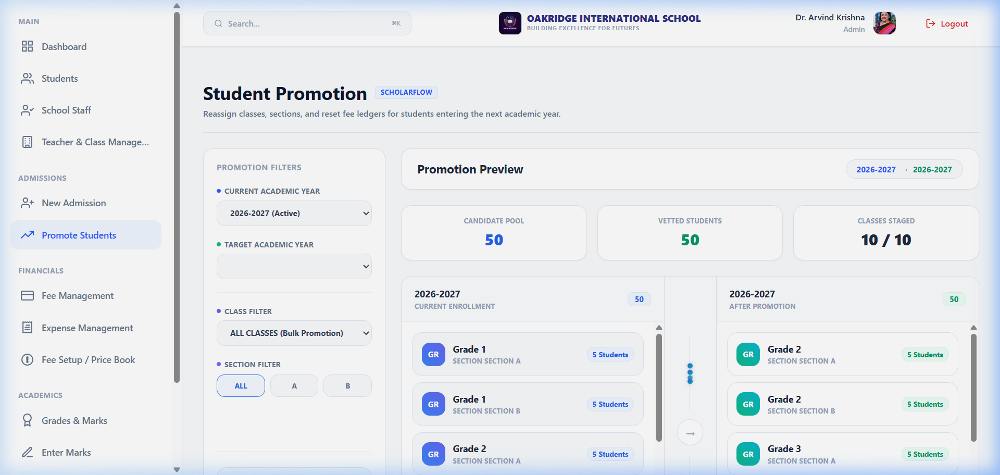 MAIN
Dashboard
Students
School Staff
Teacher & Class Manage...
ADMISSIONS
New Admission
Promote Students
FINANCIALS
Fee Management
Expense Management
Fee Setup / Price Book
ACADEMICS
Grades & Marks
Enter Marks
Search...
⌘K
OAKRIDGE INTERNATIONAL SCHOOL
BUILDING EXCELLENCE FOR FUTURES
Dr. Arvind Krishna
Admin
Logout
Student Promotion
SCHOLARFLOW
Reassign classes, sections, and reset fee ledgers for students entering the next academic year.
PROMOTION FILTERS
CURRENT ACADEMIC YEAR
2026-2027 (Active)
TARGET ACADEMIC YEAR
CLASS FILTER
ALL CLASSES (Bulk Promotion)
SECTION FILTER
ALL
A
B
Promotion Preview
2026-2027 → 2026-2027
CANDIDATE POOL
50
VETTED STUDENTS
50
CLASSES STAGED
10 / 10
2026-2027
CURRENT ENROLLMENT
50
GR
Grade 1
SECTION SECTION A
5 Students
GR
Grade 1
SECTION SECTION B
5 Students
GR
Grade 2
SECTION SECTION A
5 Students
→
2026-2027
AFTER PROMOTION
50
GR
Grade 2
SECTION SECTION A
5 Students
GR
Grade 2
SECTION SECTION B
5 Students
GR
Grade 3
SECTION SECTION A
5 Students